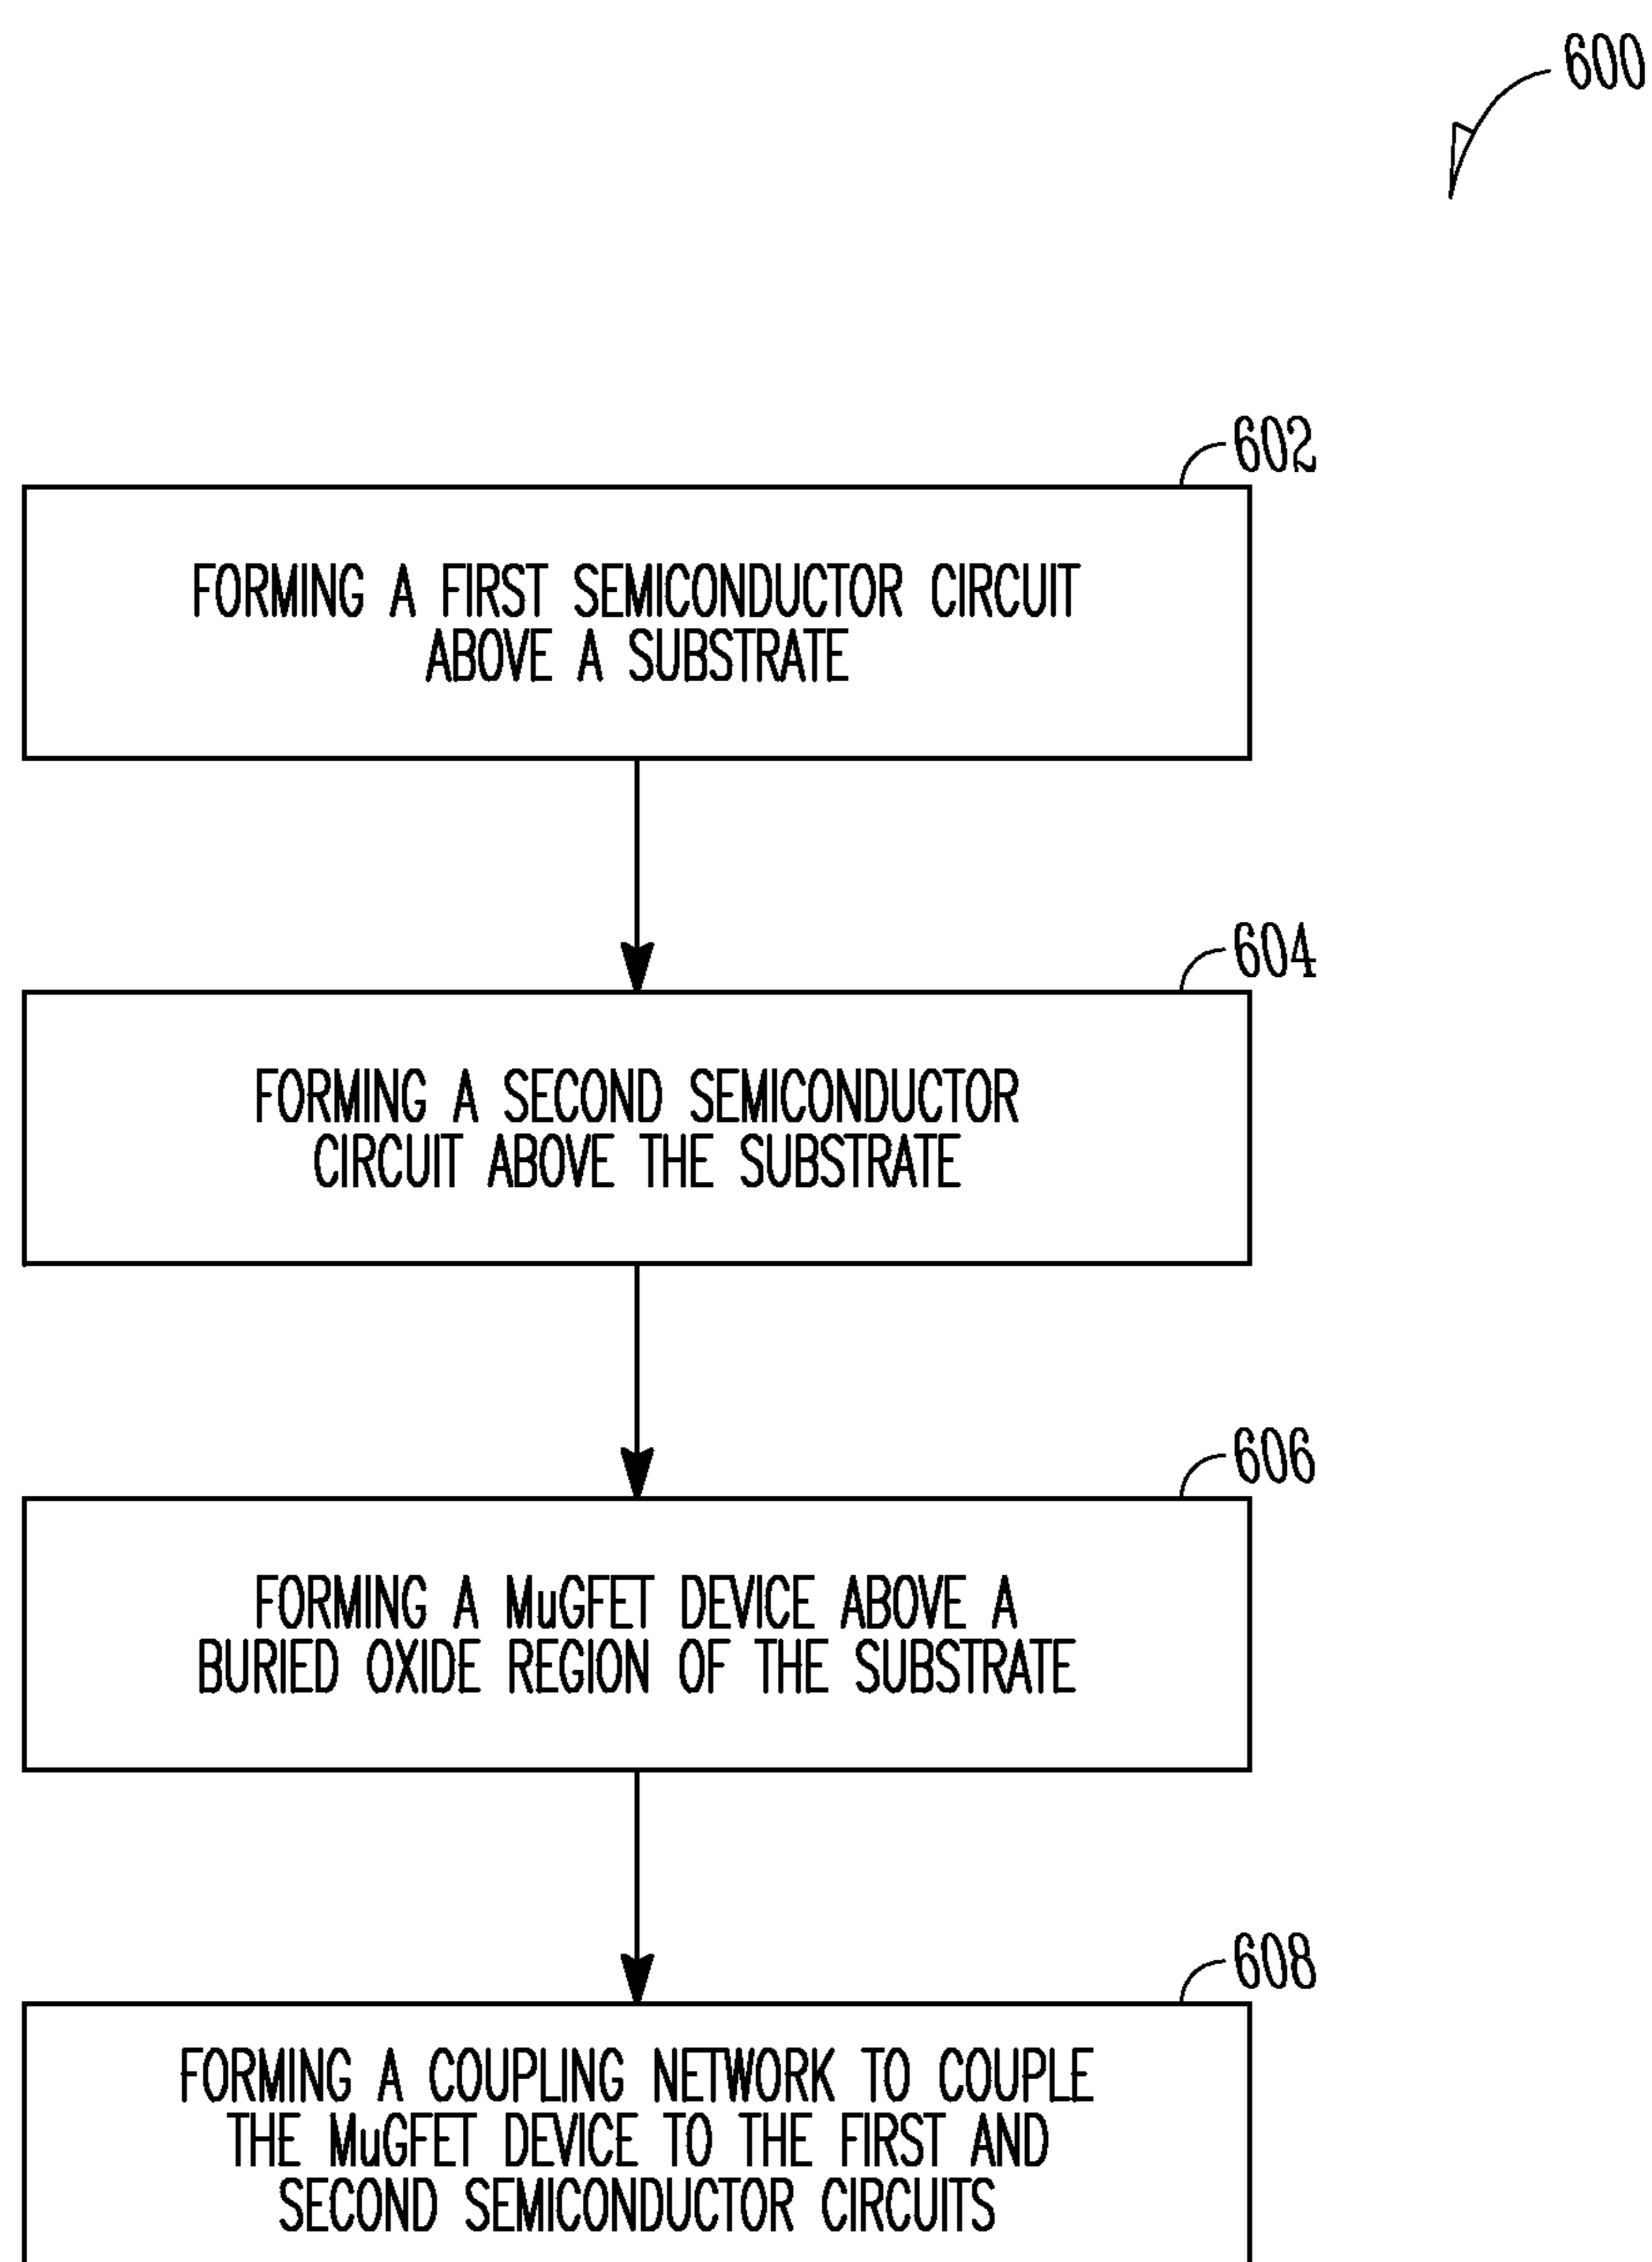 600
602
FORMING A FIRST SEMICONDUCTOR CIRCUIT
ABOVE A SUBSTRATE
604
FORMING A SECOND SEMICONDUCTOR
CIRCUIT ABOVE THE SUBSTRATE
606
FORMING A MuGFET DEVICE ABOVE A
BURIED OXIDE REGION OF THE SUBSTRATE
608
FORMING A COUPLING NETWORK TO COUPLE
THE MuGFET DEVICE TO THE FIRST AND
SECOND SEMICONDUCTOR CIRCUITS